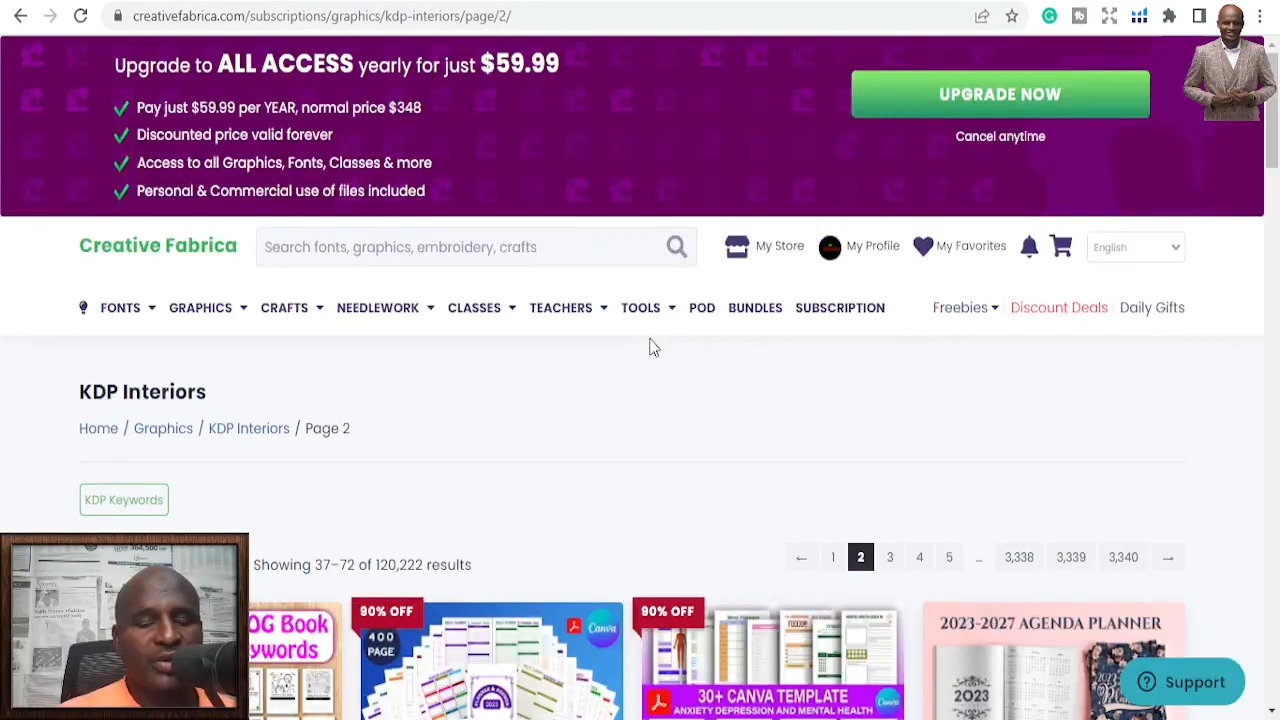 creativefabrica.com/subscriptions/graphics/kdp-interiors/page/2/
Upgrade to ALL ACCESS yearly for just $59.99
Pay just $59.99 per YEAR, normal price $348
Discounted price valid forever
Access to all Graphics, Fonts, Classes & more
Personal & Commercial use of files included
UPGRADE NOW
Cancel anytime
Creative Fabrica
Search fonts, graphics, embroidery, crafts
My Store
My Profile
My Favorites
English
FONTS GRAPHICS CRAFTS NEEDLEWORK CLASSES TEACHERS TOOLS POD BUNDLES SUBSCRIPTION
Freebies Discount Deals Daily Gifts
KDP Interiors
Home / Graphics / KDP Interiors / Page 2
KDP Keywords
Showing 37–72 of 120,222 results
← 1 2 3 4 5 ... 3,338 3,339 3,340 →
OG Book
ywords
90% OFF
400
PAGE
Canva
2023
90% OFF
30+ CANVA TEMPLATE
ANXIETY DEPRESSION AND MENTAL HEALTH
Canva
2023-2027 AGENDA PLANNER
2023
Support